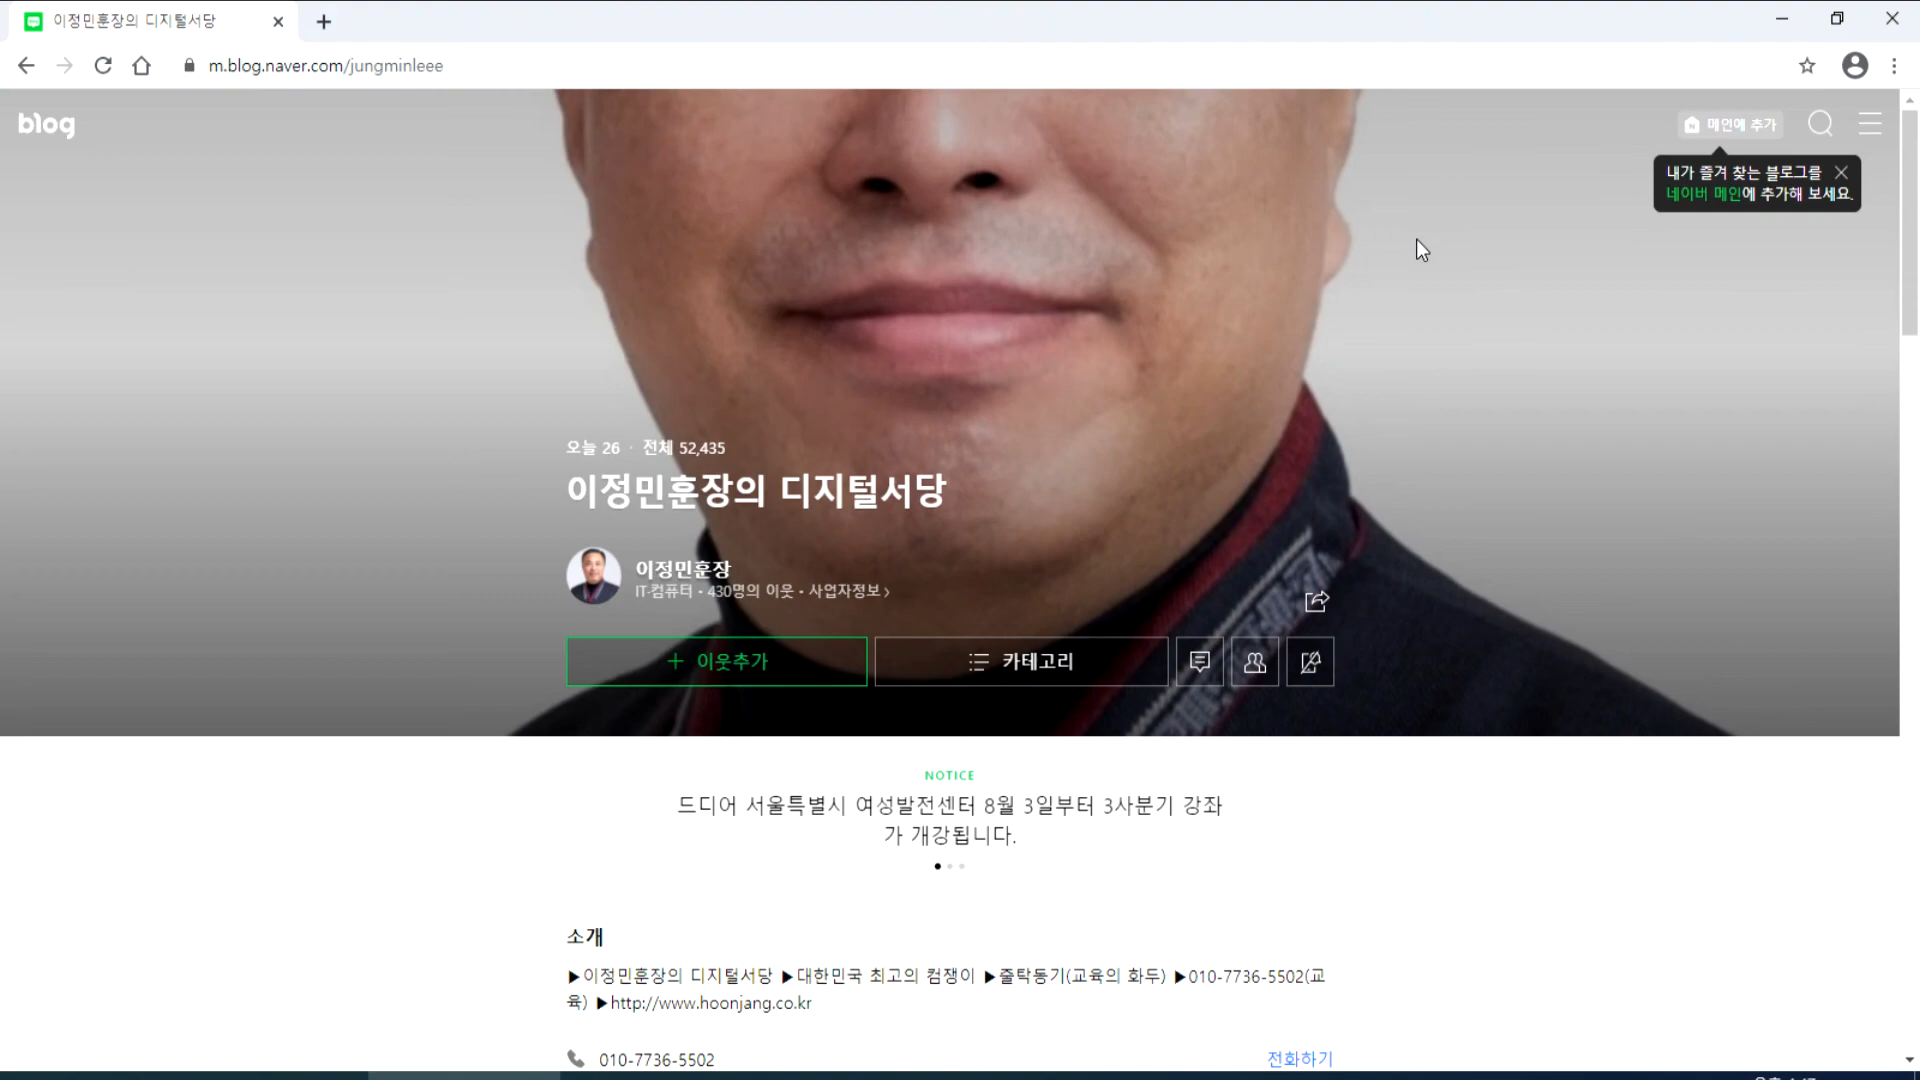 이정민훈장의 디지털서당
m.blog.naver.com/jungminleee
blog
메인에 추가
내가 즐겨 찾는 블로그를
네이버 메인에 추가해 보세요.
오늘 26 · 전체 52,435
이정민훈장의 디지털서당
이정민훈장
IT·컴퓨터 • 430명의 이웃 • 사업자정보 >
이웃추가
카테고리
NOTICE
드디어 서울특별시 여성발전센터 8월 3일부터 3사분기 강좌
가 개강됩니다.
소개
▶이정민훈장의 디지털서당 ▶대한민국 최고의 컴쟁이 ▶줄탁동기(교육의 화두) ▶010-7736-5502(교
육) ▶http://www.hoonjang.co.kr
010-7736-5502
전화하기